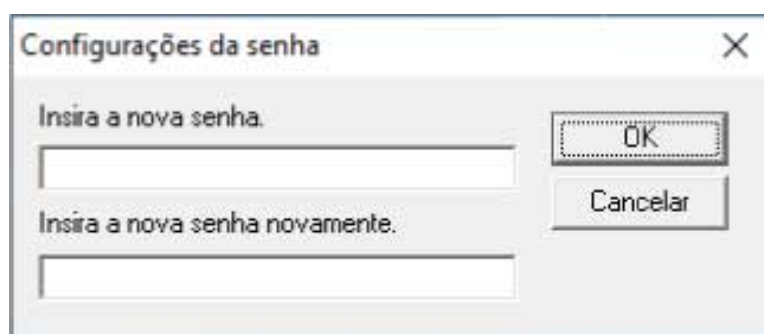 Configurações da senha
Insira a nova senha.
OK
Cancelar
Insira a nova senha novamente.